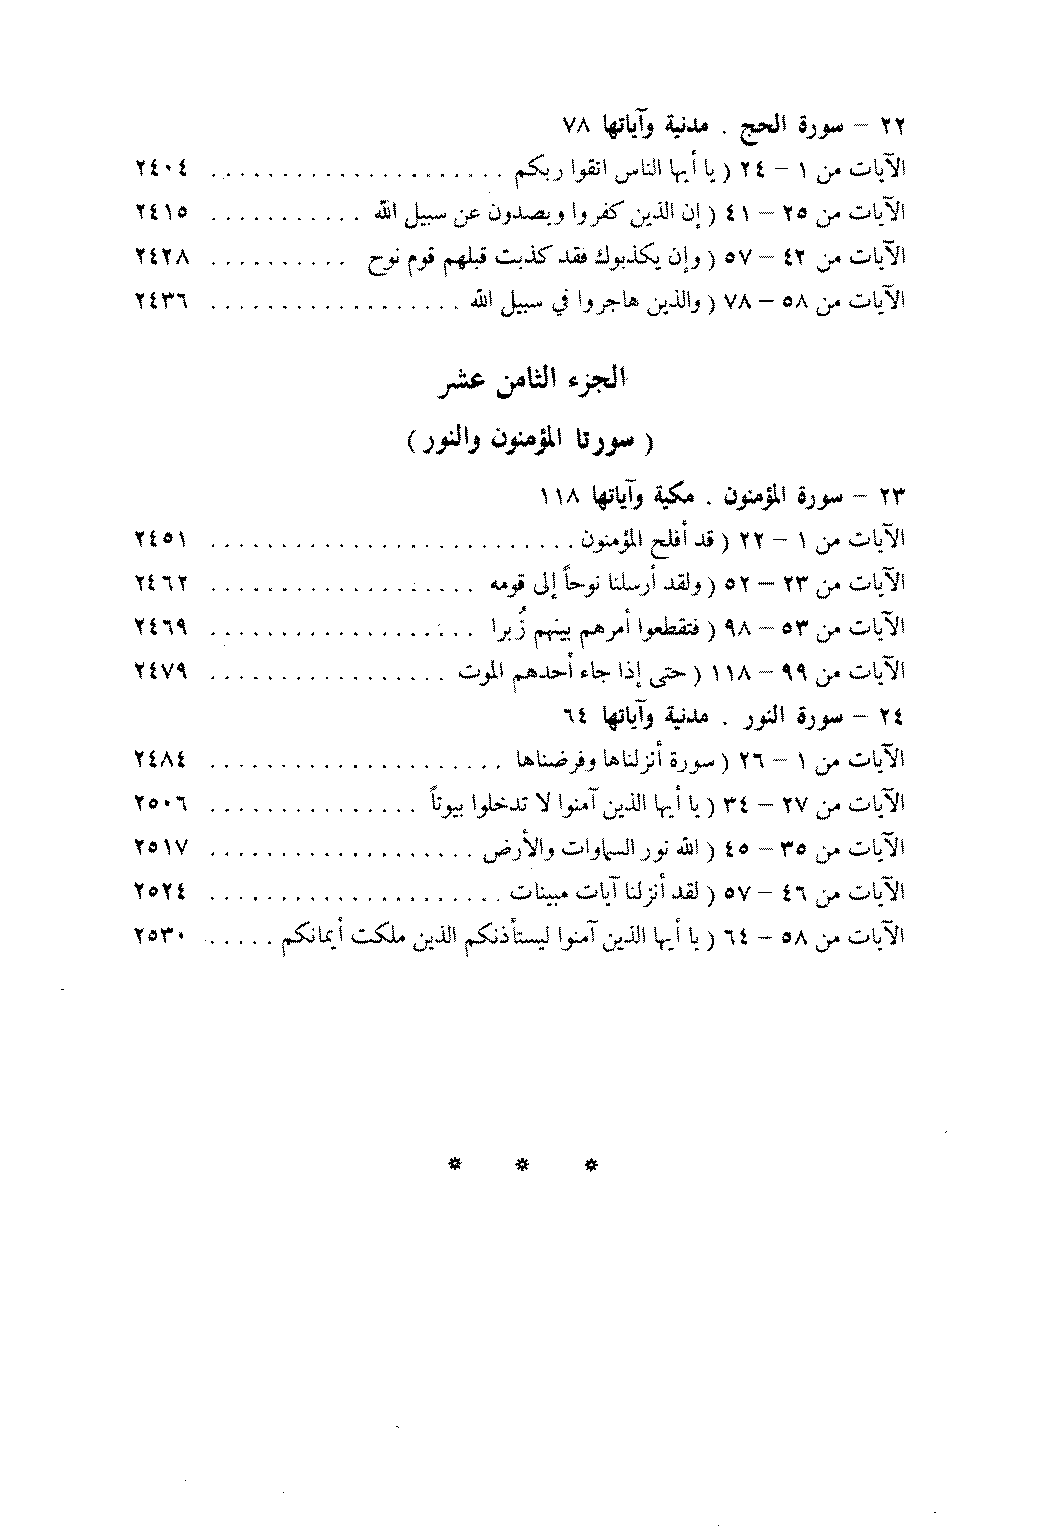 ٢٢ – سورة الحج . مدنية وآياتها ٧٨
الآيات من ١ – ٢٤ ( يا أيها الناس اتقوا ربكم . . . . . . . . . . . . . . . . . . . . . ٢٤٠٤
الآيات من ٢٥ – ٤١ ( إن الذين كفروا ويصدون عن سبيل الله . . . . . . . . . . . ٢٤١٥
الآيات من ٤٢ – ٥٧ ( وإن يكذبوك فقد كذبت قبلهم قوم نوح . . . . . . . . . . ٢٤٢٨
الآيات من ٥٨ – ٧٨ ( والذين هاجروا في سبيل الله . . . . . . . . . . . . . . . . . . ٢٤٣٦
الجزء الثامن عشر
( سورتا المؤمنون والنور )
٢٣ – سورة المؤمنون . مكية وآياتها ١١٨
الآيات من ١ – ٢٢ ( قد أفلح المؤمنون . . . . . . . . . . . . . . . . . . . . . . . . . . ٢٤٥١
الآيات من ٢٣ – ٥٢ ( ولقد أرسلنا نوحاً إلى قومه . . . . . . . . . . . . . . . . . . . ٢٤٦٢
الآيات من ٥٣ – ٩٨ ( فتقطعوا أمرهم بينهم زُبرا . . . . . . . . . . . . . . . . . . . ٢٤٦٩
الآيات من ٩٩ – ١١٨ ( حتى إذا جاء أحدهم الموت . . . . . . . . . . . . . . . . . ٢٤٧٩
٢٤ – سورة النور . مدنية وآياتها ٦٤
الآيات من ١ – ٢٦ ( سورة أنزلناها وفرضناها . . . . . . . . . . . . . . . . . . . . . ٢٤٨٤
الآيات من ٢٧ – ٣٤ ( يا أيها الذين آمنوا لا تدخلوا بيوتاً . . . . . . . . . . . . . . . ٢٥٠٦
الآيات من ٣٥ – ٤٥ ( الله نور السماوات والأرض . . . . . . . . . . . . . . . . . . . ٢٥١٧
الآيات من ٤٦ – ٥٧ ( لقد أنزلنا آيات مبينات . . . . . . . . . . . . . . . . . . . . . ٢٥٢٤
الآيات من ٥٨ – ٦٤ ( يا أيها الذين آمنوا ليستأذنكم الذين ملكت أيمانكم . . . . . ٢٥٣٠
* * *